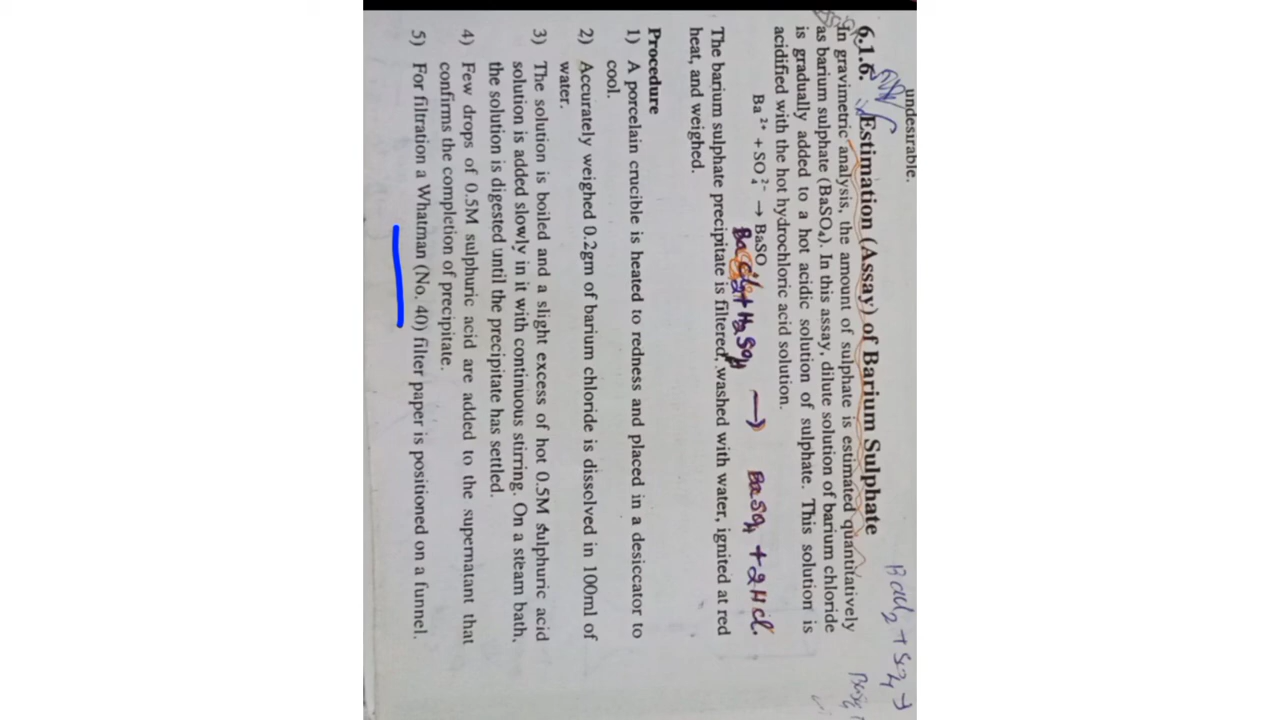 undesirable.
6.1.6. Estimation (Assay) of Barium Sulphate
In gravimetric analysis, the amount of sulphate is estimated quantitatively
as barium sulphate (BaSO₄). In this assay, dilute solution of barium chloride
is gradually added to a hot acidic solution of sulphate. This solution is
acidified with the hot hydrochloric acid solution.
Ba²⁺ + SO₄²⁻ → BaSO
BaCl₂ + H₂SO₄ → BaSO₄ + 2HCl.
The barium sulphate precipitate is filtered, washed with water, ignited at red
heat, and weighed.
Procedure
1) A porcelain crucible is heated to redness and placed in a desiccator to
cool.
2) Accurately weighed 0.2gm of barium chloride is dissolved in 100ml of
water.
3) The solution is boiled and a slight excess of hot 0.5M sulphuric acid
solution is added slowly in it with continuous stirring. On a steam bath,
the solution is digested until the precipitate has settled.
4) Few drops of 0.5M sulphuric acid are added to the supernatant that
confirms the completion of precipitate.
5) For filtration a Whatman (No. 40) filter paper is positioned on a funnel.
BaCl₂ + SO₄ →